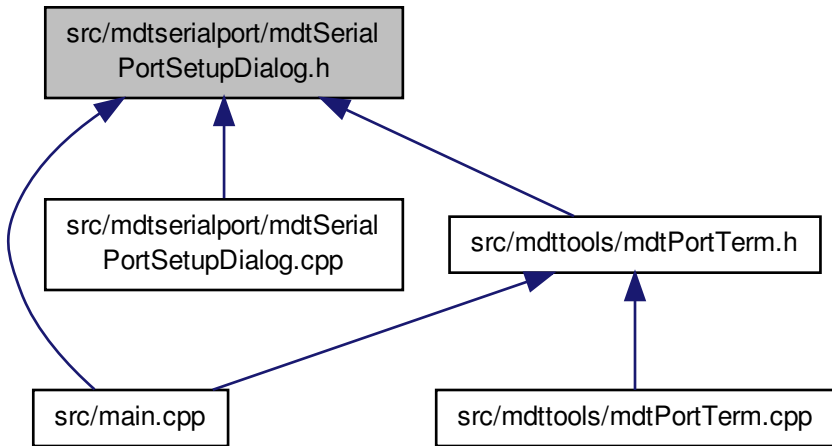 src/mdtserialport/mdtSerial
PortSetupDialog.h
src/mdtserialport/mdtSerial
PortSetupDialog.cpp
src/mdttools/mdtPortTerm.h
src/main.cpp
src/mdttools/mdtPortTerm.cpp